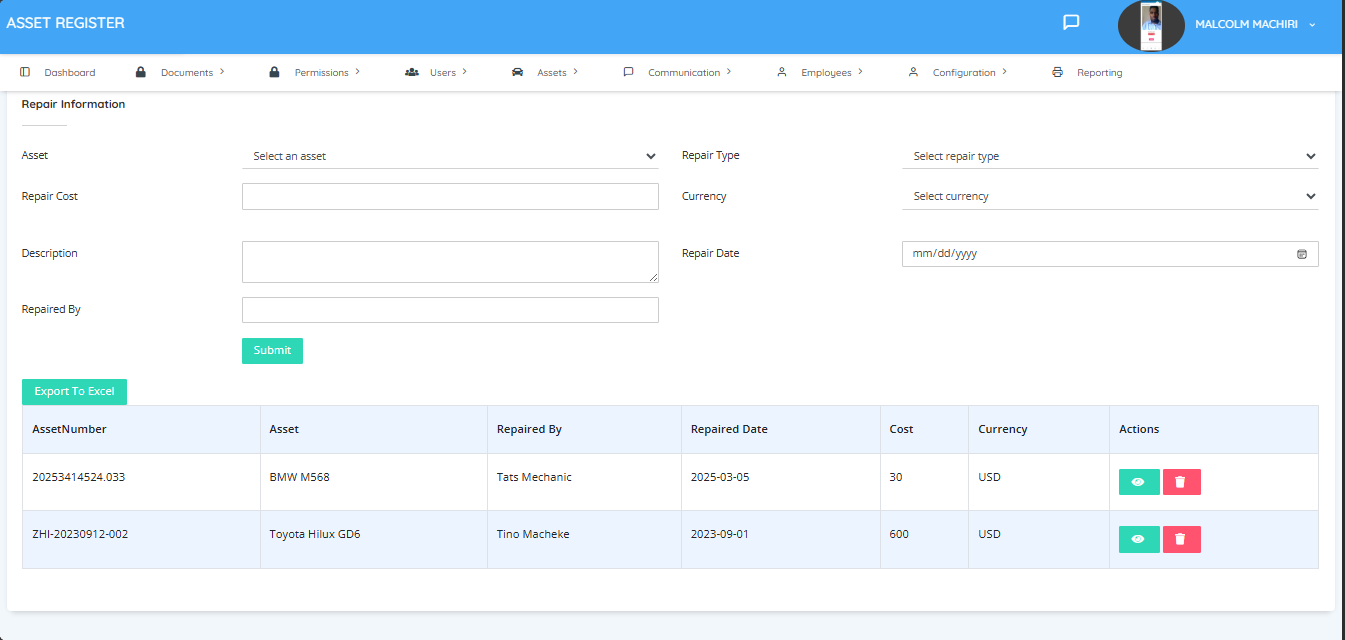 ASSET REGISTER
MALCOLM MACHIRI
Dashboard Documents Permissions Users Assets Communication Employees Configuration Reporting
Repair Information
Asset Select an asset Repair Type Select repair type
Repair Cost Currency Select currency
Description Repair Date mm/dd/yyyy
Repaired By
Submit
Export To Excel
AssetNumber Asset Repaired By Repaired Date Cost Currency Actions
20253414524.033 BMW M568 Tats Mechanic 2025-03-05 30 USD
ZHI-20230912-002 Toyota Hilux GD6 Tino Macheke 2023-09-01 600 USD